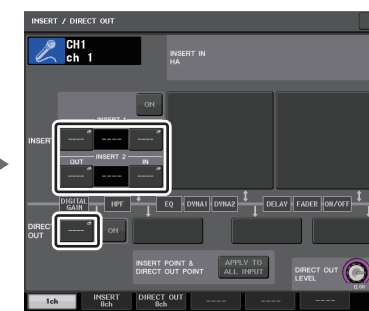 INSERT / DIRECT OUT
CH1
ch 1
INSERT IN
HA
ON
INSERT 1
INSERT
---- ---- ----
OUT INSERT 2 IN
---- ---- ----
DIGITAL GAIN HPF EQ DYNA1 DYNA2 DELAY FADER ON/OFF
DIRECT OUT
---- ON
INSERT POINT & DIRECT OUT POINT
APPLY TO ALL INPUT
DIRECT OUT LEVEL
0.00
1ch INSERT 8ch DIRECT OUT 8ch ---- ---- ----